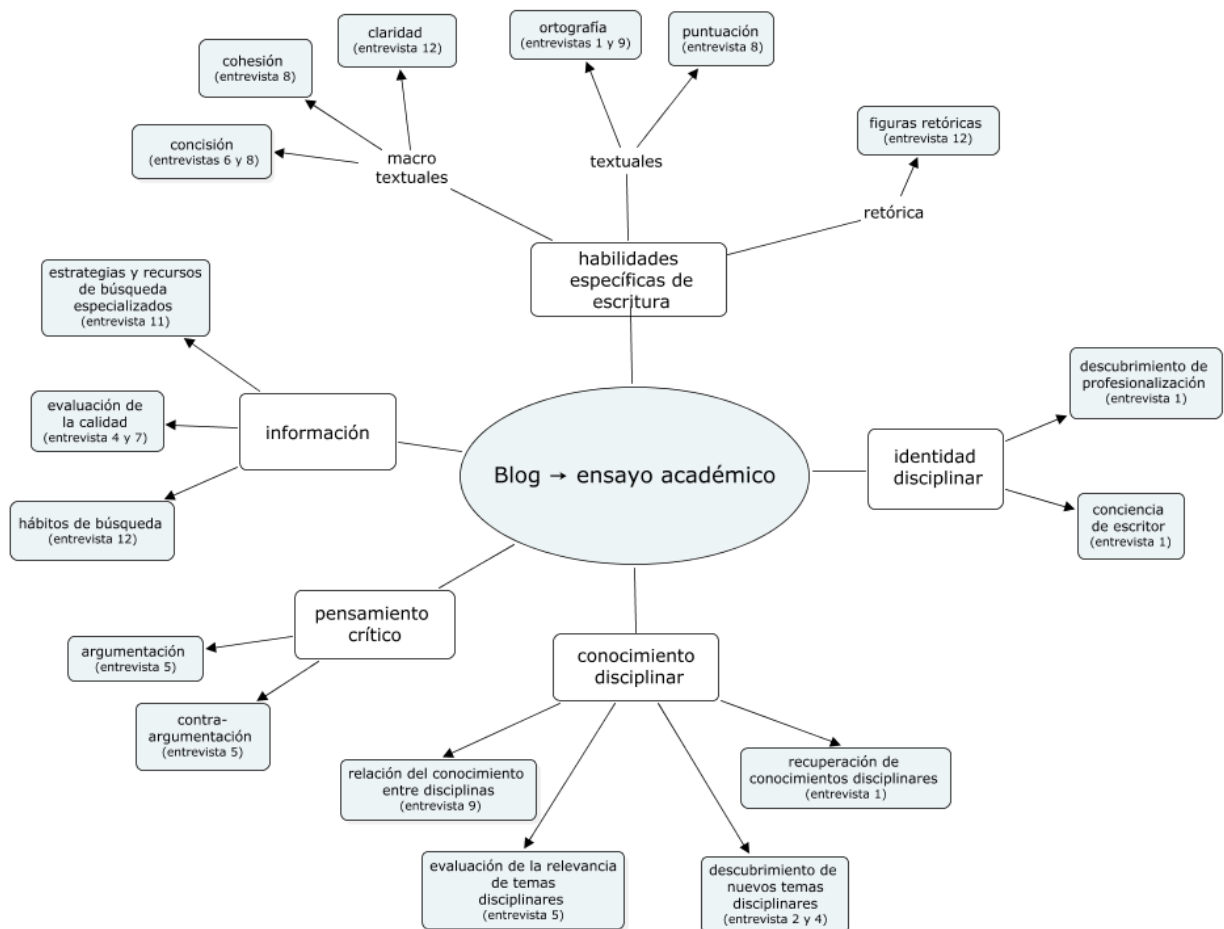 claridad
(entrevista 12)
cohesión
(entrevista 8)
concisión
(entrevistas 6 y 8)
macro
textuales
ortografía
(entrevistas 1 y 9)
puntuación
(entrevista 8)
textuales
figuras retóricas
(entrevista 12)
retórica
habilidades
específicas de
escritura
estrategias y recursos
de búsqueda
especializados
(entrevista 11)
evaluación de
la calidad
(entrevista 4 y 7)
hábitos de búsqueda
(entrevista 12)
información
Blog → ensayo académico
descubrimiento de
profesionalización
(entrevista 1)
identidad
disciplinar
conciencia
de escritor
(entrevista 1)
pensamiento
crítico
argumentación
(entrevista 5)
contra-
argumentación
(entrevista 5)
conocimiento
disciplinar
relación del conocimiento
entre disciplinas
(entrevista 9)
evaluación de la relevancia
de temas
disciplinares
(entrevista 5)
descubrimiento de
nuevos temas
disciplinares
(entrevista 2 y 4)
recuperación de
conocimientos disciplinares
(entrevista 1)